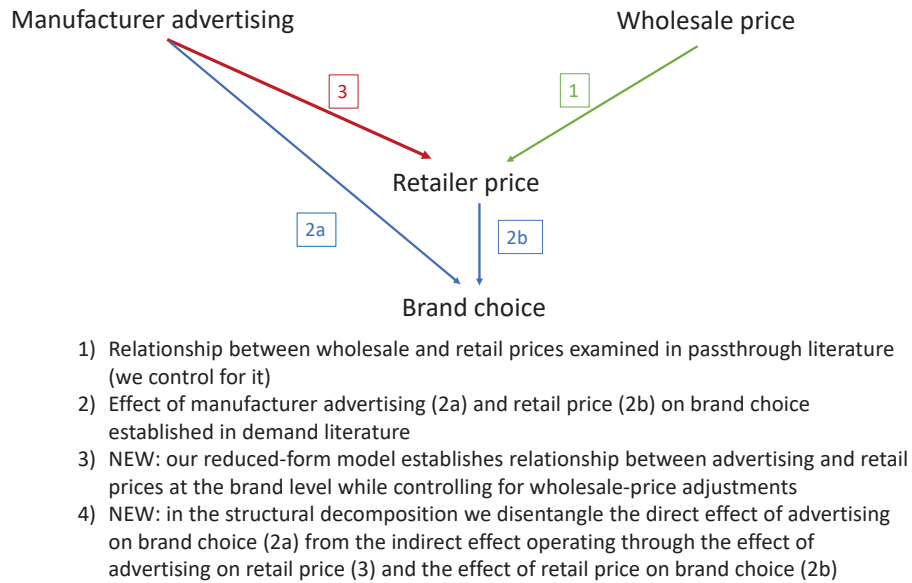 Manufacturer advertising
Wholesale price
3
1
Retailer price
2a
2b
Brand choice
1) Relationship between wholesale and retail prices examined in passthrough literature
(we control for it)
2) Effect of manufacturer advertising (2a) and retail price (2b) on brand choice
established in demand literature
3) NEW: our reduced-form model establishes relationship between advertising and retail
prices at the brand level while controlling for wholesale-price adjustments
4) NEW: in the structural decomposition we disentangle the direct effect of advertising
on brand choice (2a) from the indirect effect operating through the effect of
advertising on retail price (3) and the effect of retail price on brand choice (2b)